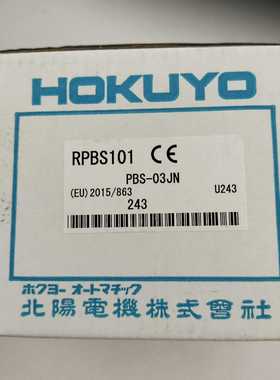 HOKUYO
RPBS101 CE
PBS-03JN
(EU)2015/863 U243
243
ホクヨー オートマチック
北陽電機株式會社